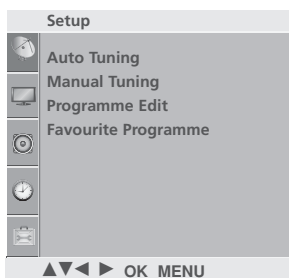 Setup
Auto Tuning
Manual Tuning
Programme Edit
Favourite Programme
▲▼◄ ► OK MENU